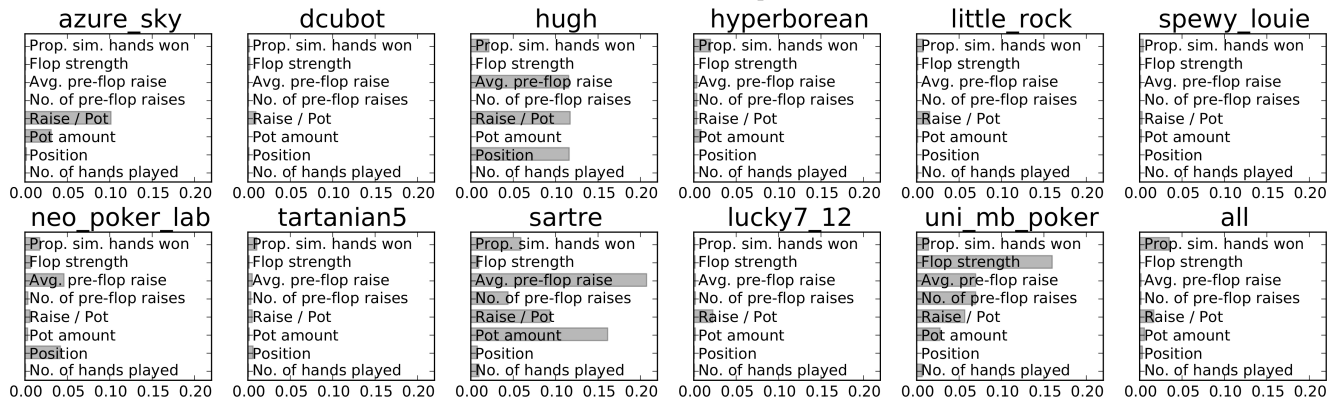 azure_sky dcubot hugh hyperborean little_rock spewy_louie
Prop. sim. hands won Prop. sim. hands won Prop. sim. hands won Prop. sim. hands won Prop. sim. hands won Prop. sim. hands won
Flop strength Flop strength Flop strength Flop strength Flop strength Flop strength
Avg. pre-flop raise Avg. pre-flop raise Avg. pre-flop raise Avg. pre-flop raise Avg. pre-flop raise Avg. pre-flop raise
No. of pre-flop raises No. of pre-flop raises No. of pre-flop raises No. of pre-flop raises No. of pre-flop raises No. of pre-flop raises
Raise / Pot Raise / Pot Raise / Pot Raise / Pot Raise / Pot Raise / Pot
Pot amount Pot amount Pot amount Pot amount Pot amount Pot amount
Position Position Position Position Position Position
No. of hands played No. of hands played No. of hands played No. of hands played No. of hands played No. of hands played
0.00 0.05 0.10 0.15 0.20 0.00 0.05 0.10 0.15 0.20 0.00 0.05 0.10 0.15 0.20 0.00 0.05 0.10 0.15 0.20 0.00 0.05 0.10 0.15 0.20 0.00 0.05 0.10 0.15 0.20
neo_poker_lab tartanian5 sartre lucky7_12 uni_mb_poker all
Prop. sim. hands won Prop. sim. hands won Prop. sim. hands won Prop. sim. hands won Prop. sim. hands won Prop. sim. hands won
Flop strength Flop strength Flop strength Flop strength Flop strength Flop strength
Avg. pre-flop raise Avg. pre-flop raise Avg. pre-flop raise Avg. pre-flop raise Avg. pre-flop raise Avg. pre-flop raise
No. of pre-flop raises No. of pre-flop raises No. of pre-flop raises No. of pre-flop raises No. of pre-flop raises No. of pre-flop raises
Raise / Pot Raise / Pot Raise / Pot Raise / Pot Raise / Pot Raise / Pot
Pot amount Pot amount Pot amount Pot amount Pot amount Pot amount
Position Position Position Position Position Position
No. of hands played No. of hands played No. of hands played No. of hands played No. of hands played No. of hands played
0.00 0.05 0.10 0.15 0.20 0.00 0.05 0.10 0.15 0.20 0.00 0.05 0.10 0.15 0.20 0.00 0.05 0.10 0.15 0.20 0.00 0.05 0.10 0.15 0.20 0.00 0.05 0.10 0.15 0.20